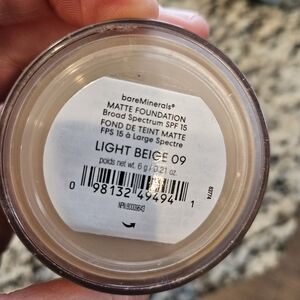 bareMinerals®
MATTE FOUNDATION
Broad Spectrum SPF 15
FOND DE TEINT MATTE
FPS 15 à Large Spectre
LIGHT BEIGE 09
poids net wt. 6 g / 0.21 oz.
0 98132 49494 1